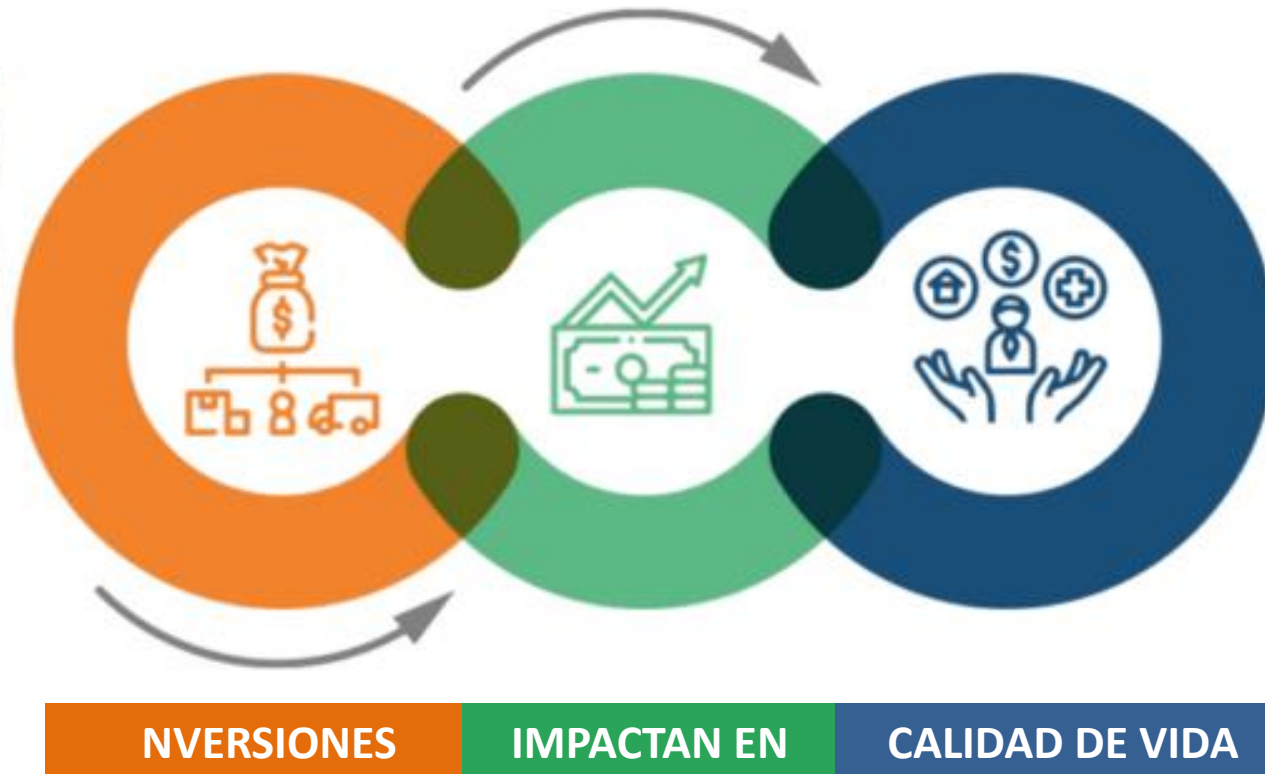 $
$
NVERSIONES
IMPACTAN EN
CALIDAD DE VIDA